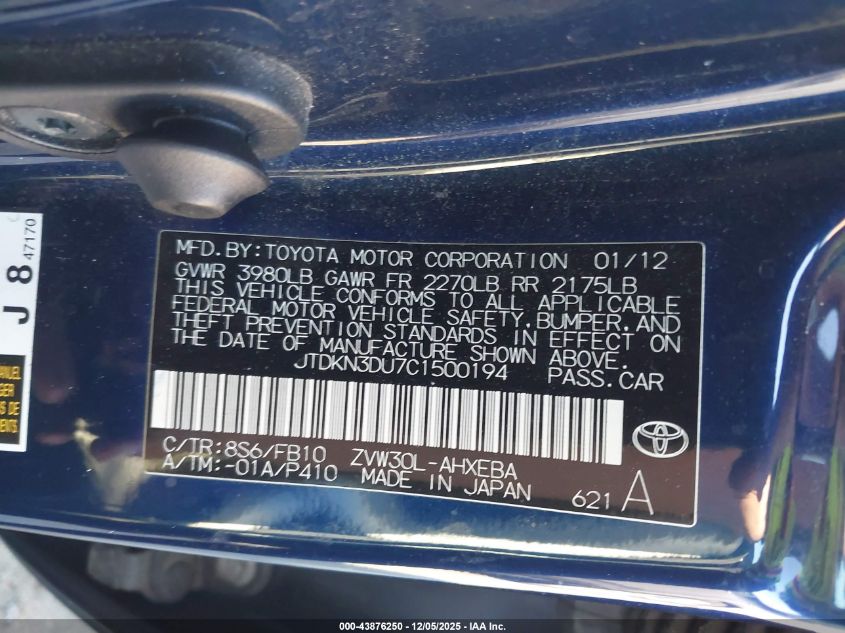 MFD.BY:TOYOTA MOTOR CORPORATION 01/12
GVWR 3980LB GAWR FR 2270LB RR 2175LB
THIS VEHICLE CONFORMS TO ALL APPLICABLE
FEDERAL MOTOR VEHICLE SAFETY,BUMPER,AND
THEFT PREVENTION STANDARDS IN EFFECT ON
THE DATE OF MANUFACTURE SHOWN ABOVE.
JTDKN3DU7C1500194 PASS.CAR
C/TR:8S6/FB10 ZVW30L-AHXEBA
A/TM:-01A/P410 MADE IN JAPAN 621 A
J 8 47170
C
000-43876250 - 12/05/2025 - IAA Inc.